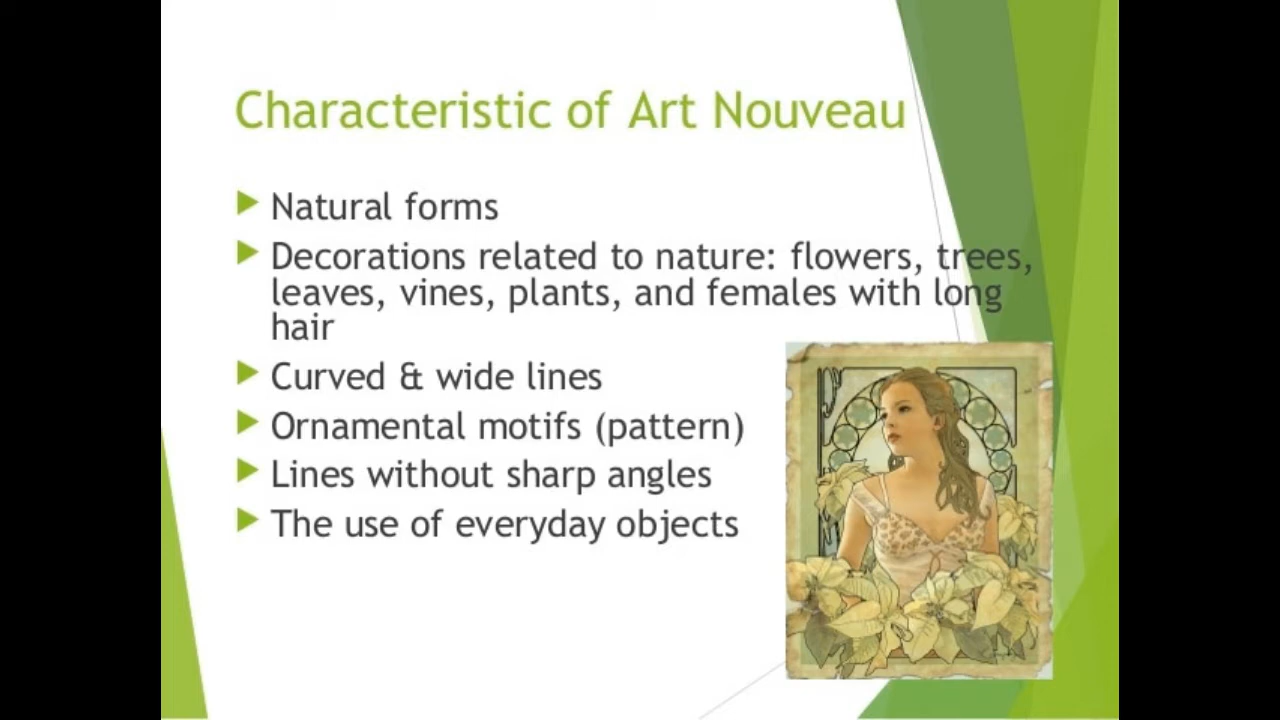 Characteristic of Art Nouveau
Natural forms
Decorations related to nature: flowers, trees,
leaves, vines, plants, and females with long
hair
Curved & wide lines
Ornamental motifs (pattern)
Lines without sharp angles
The use of everyday objects